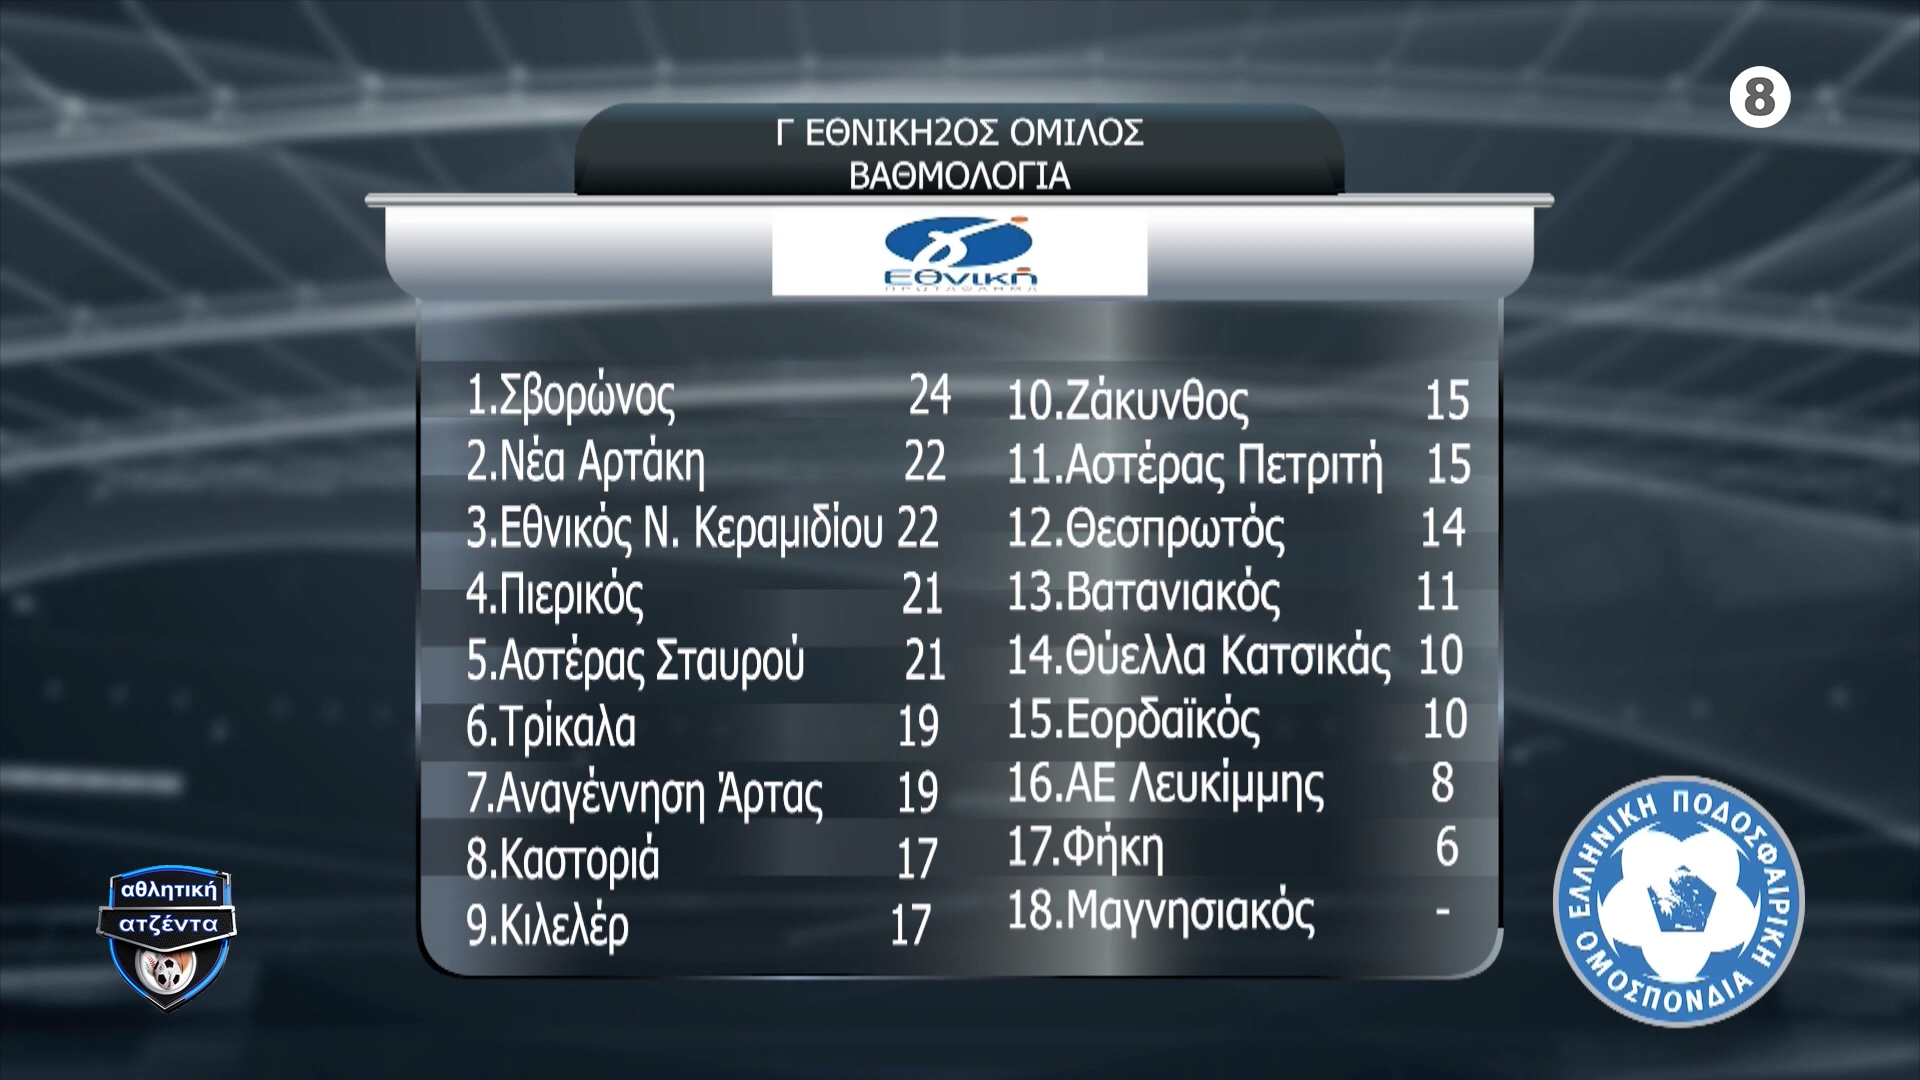 8
Γ ΕΘΝΙΚΗ2ΟΣ ΟΜΙΛΟΣ
ΒΑΘΜΟΛΟΓΙΑ
Εθνική
ΠΡΩΤΑΘΛΗΜΑ
1.Σβορώνος 24
2.Νέα Αρτάκη 22
3.Εθνικός Ν. Κεραμιδίου 22
4.Πιερικός 21
5.Αστέρας Σταυρού 21
6.Τρίκαλα 19
7.Αναγέννηση Άρτας 19
8.Καστοριά 17
9.Κιλελέρ 17
10.Ζάκυνθος 15
11.Αστέρας Πετριτή 15
12.Θεσπρωτός 14
13.Βατανιακός 11
14.Θύελλα Κατσικάς 10
15.Εορδαϊκός 10
16.ΑΕ Λευκίμμης 8
17.Φήκη 6
18.Μαγνησιακός -
αθλητική
ατζέντα
ΕΛΛΗΝΙΚΗ ΠΟΔΟΣΦΑΙΡΙΚΗ
ΟΜΟΣΠΟΝΔΙΑ